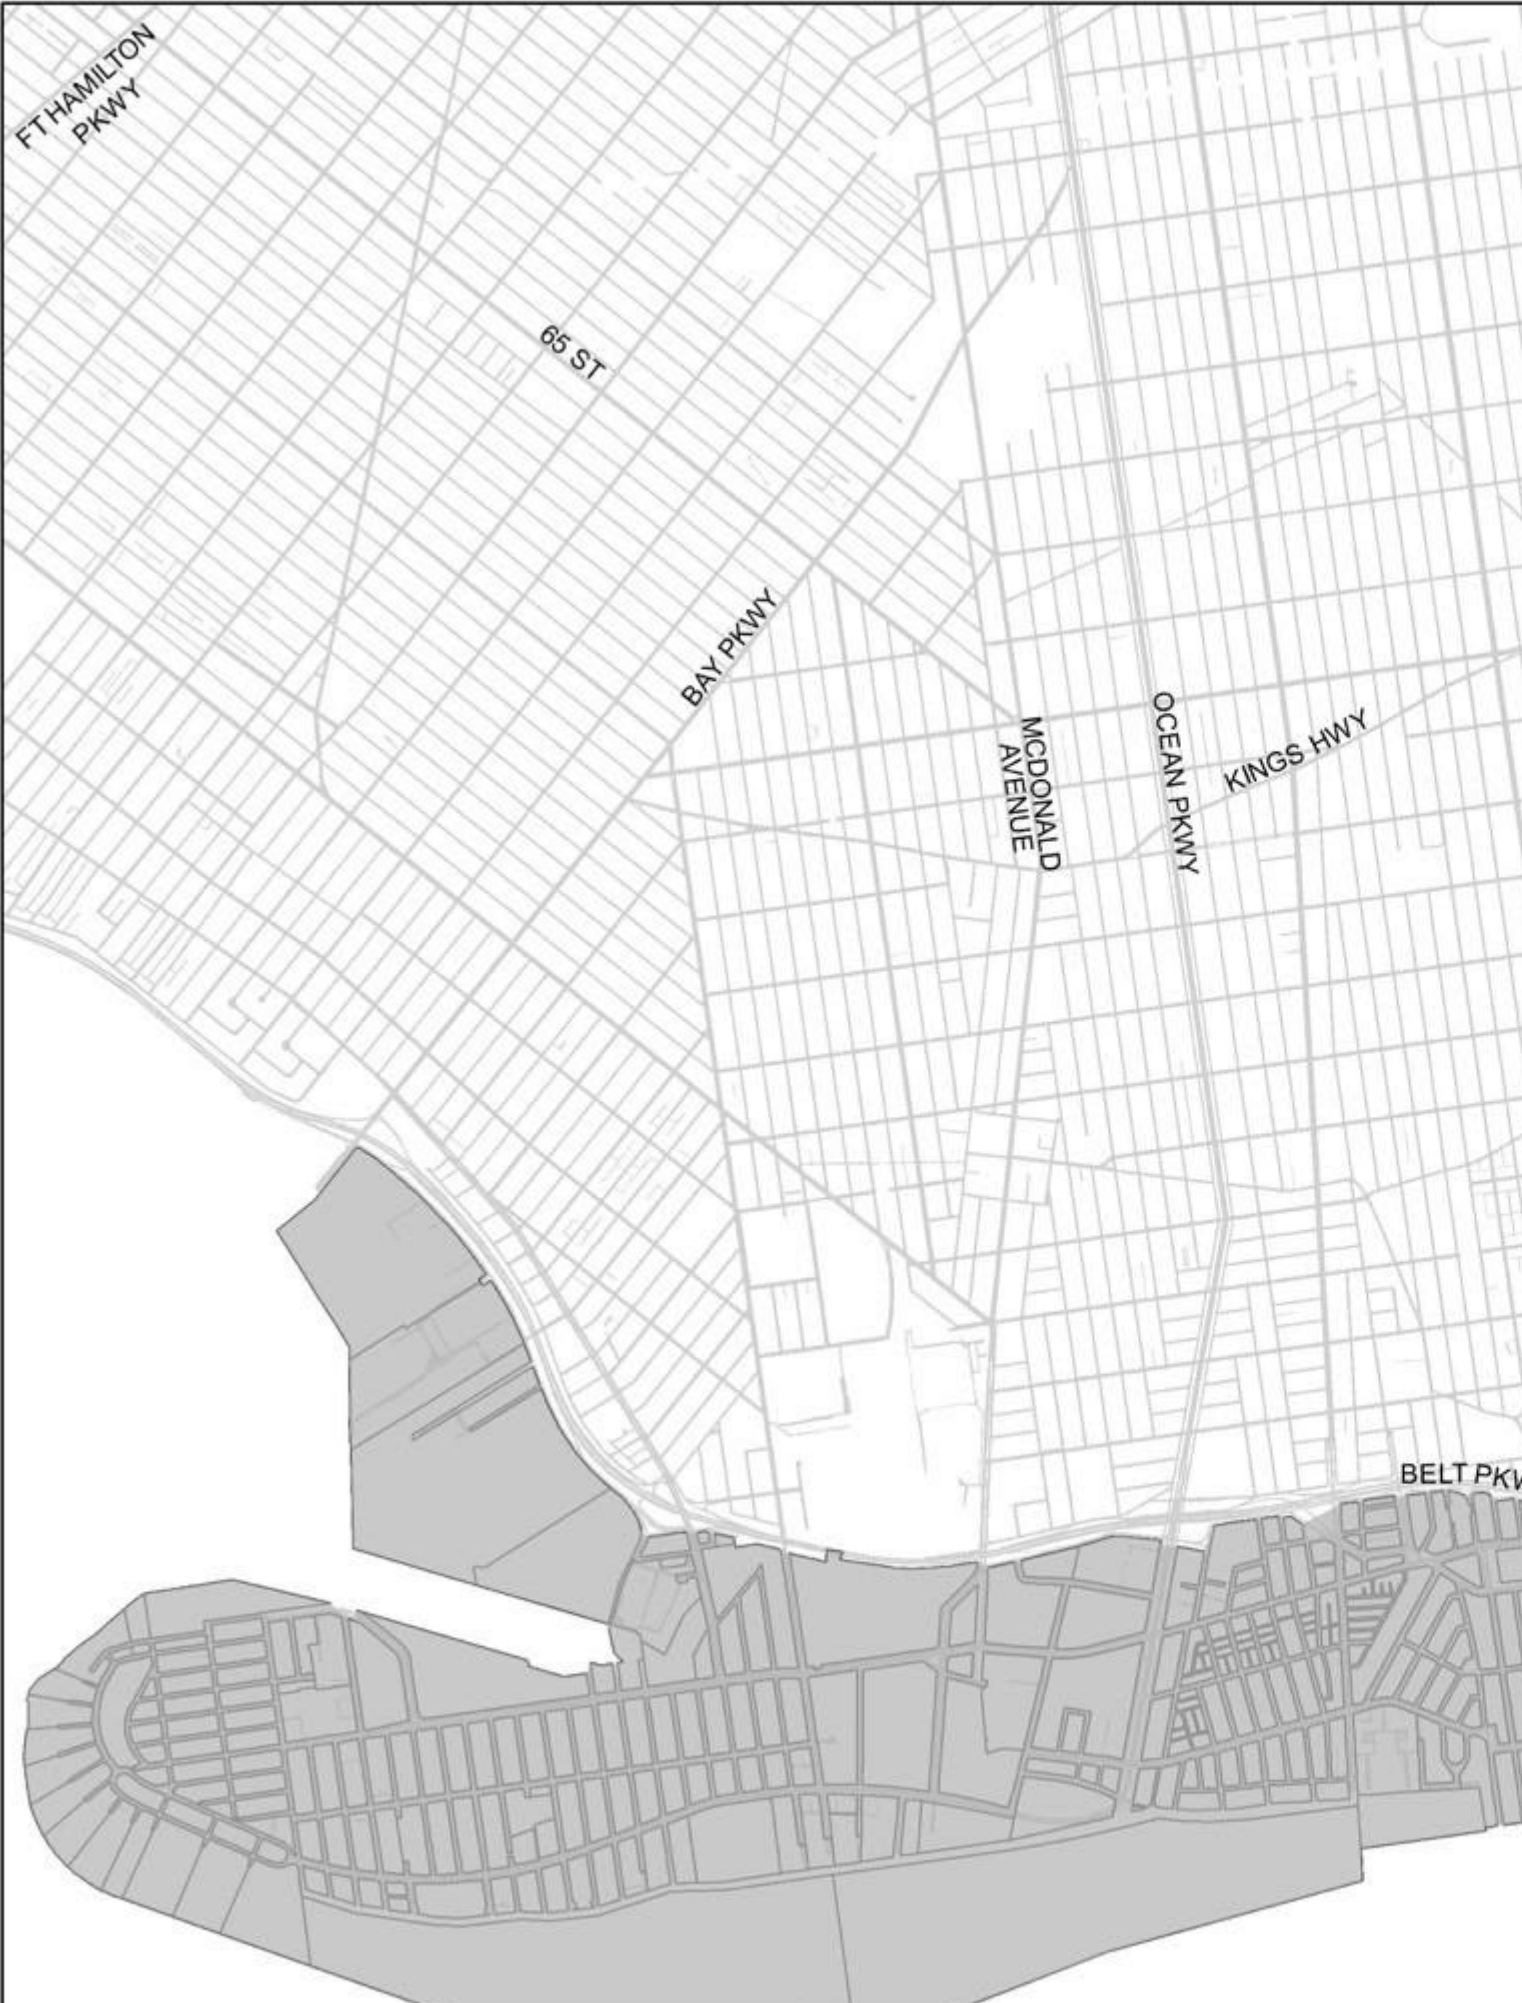 FT HAMILTON
PKWY
65 ST
BAY PKWY
MCDONALD
AVENUE
OCEAN PKWY
KINGS HWY
BELT PKW